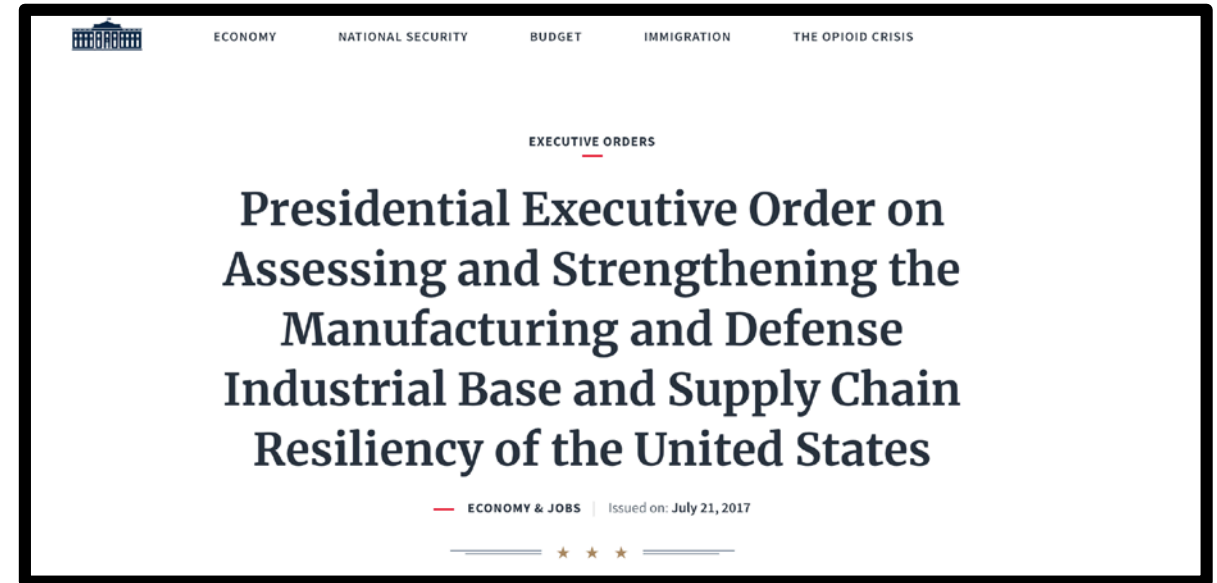 ECONOMY NATIONAL SECURITY BUDGET IMMIGRATION THE OPIOID CRISIS
EXECUTIVE ORDERS
Presidential Executive Order on
Assessing and Strengthening the
Manufacturing and Defense
Industrial Base and Supply Chain
Resiliency of the United States
ECONOMY & JOBS Issued on: July 21, 2017